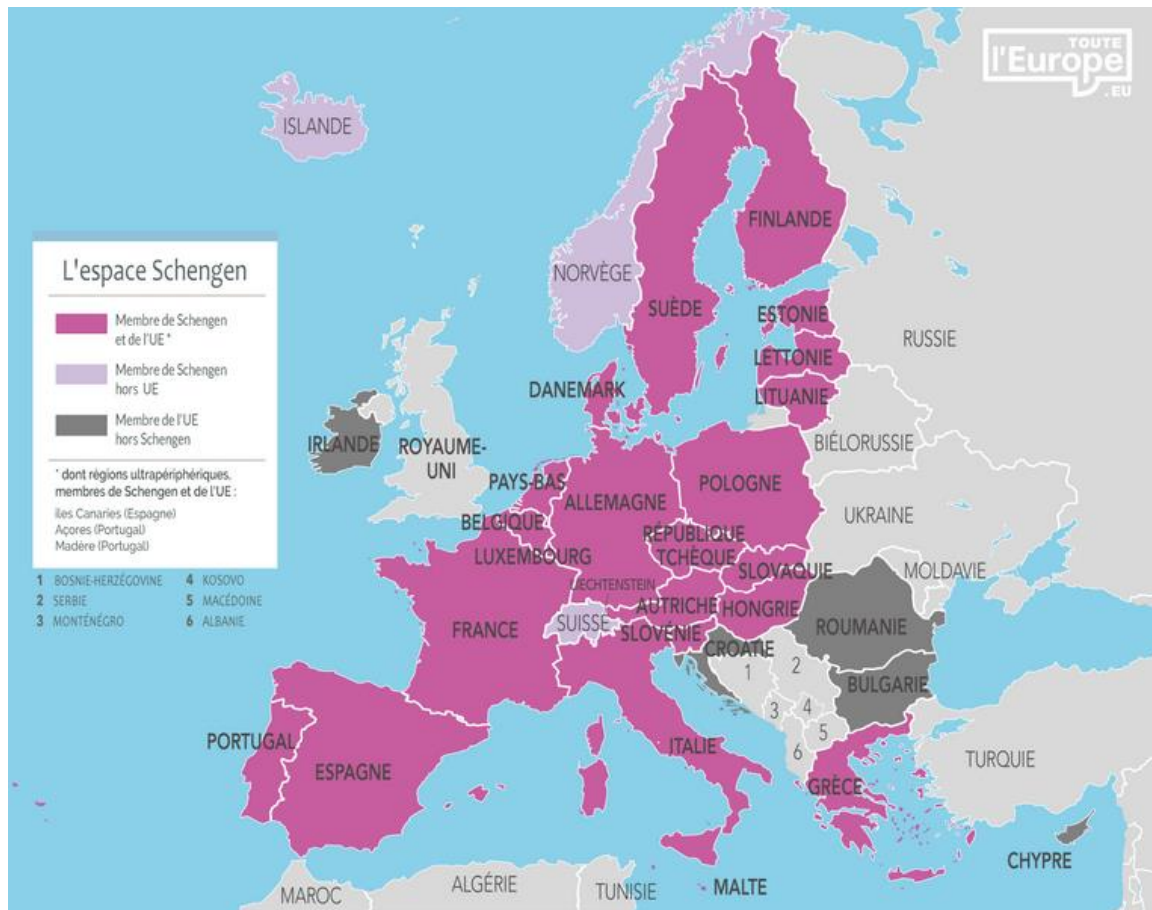 TOUTE
l'Europe
.EU
ISLANDE
NORVÈGE
FINLANDE
SUÈDE
ESTONIE
RUSSIE
LETTONIE
DANEMARK
LITUANIE
L'espace Schengen
Membre de Schengen
et de l'UE *
Membre de Schengen
hors UE
Membre de l'UE
hors Schengen
* dont régions ultrapériphériques,
membres de Schengen et de l'UE :
îles Canaries (Espagne)
Açores (Portugal)
Madère (Portugal)
1 BOSNIE-HERZÉGOVINE
2 SERBIE
3 MONTÉNÉGRO
4 KOSOVO
5 MACÉDOINE
6 ALBANIE
IRLANDE
ROYAUME-
UNI
BIÉLORUSSIE
PAYS-BAS
ALLEMAGNE
POLOGNE
UKRAINE
BELGIQUE
RÉPUBLIQUE
TCHÈQUE
LUXEMBOURG
SLOVAQUIE
MOLDAVIE
LIECHTENSTEIN
AUTRICHE
HONGRIE
FRANCE
SUISSE
SLOVÉNIE
ROUMANIE
CROATIE
1
2
BULGARIE
3
4
5
6
PORTUGAL
ESPAGNE
ITALIE
GRÈCE
TURQUIE
CHYPRE
MALTE
MAROC
ALGÉRIE
TUNISIE